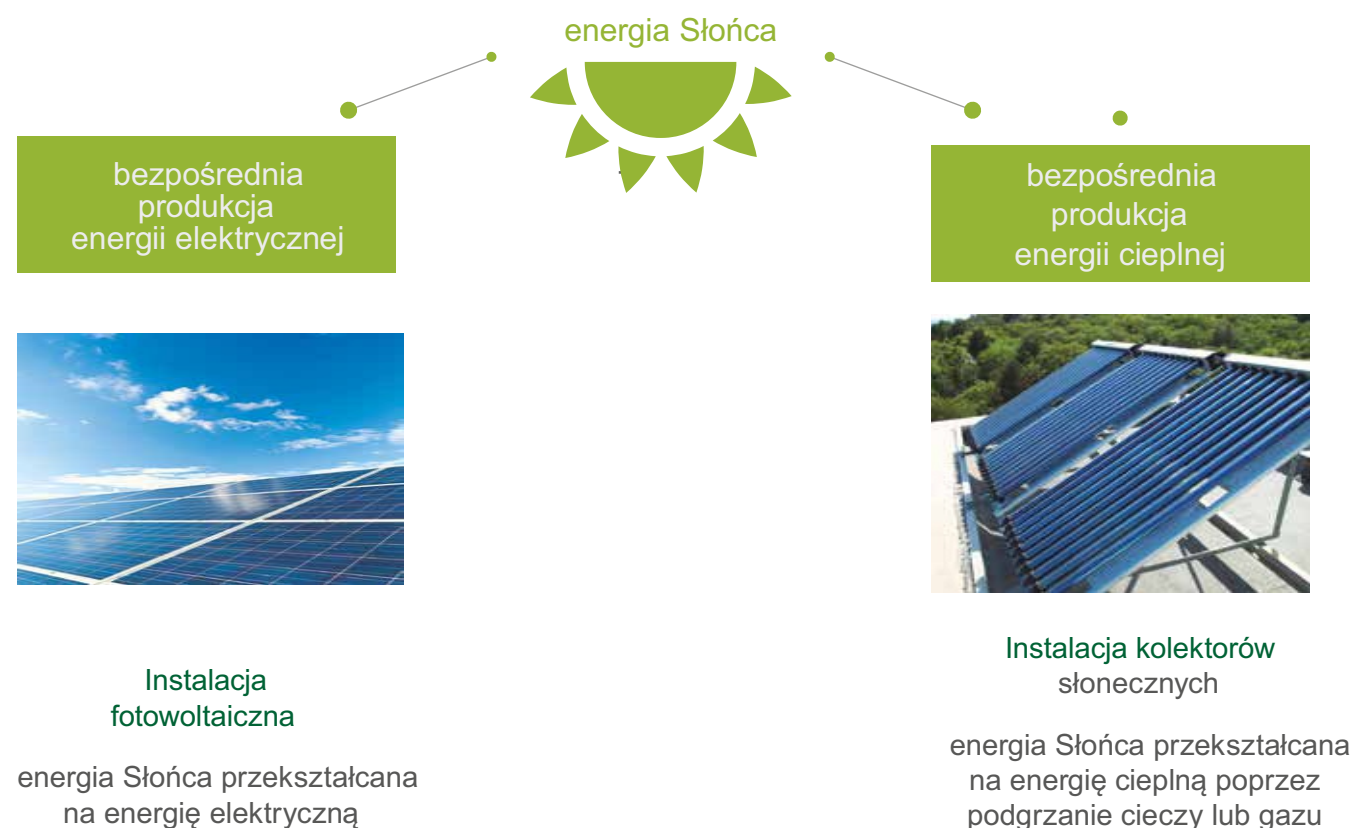 energia Słońca
bezpośrednia
produkcja
energii elektrycznej
bezpośrednia
produkcja
energii cieplnej
Instalacja
fotowoltaiczna
energia Słońca przekształcana
na energię elektryczną
Instalacja kolektorów
słonecznych
energia Słońca przekształcana
na energię cieplną poprzez
podgrzanie cieczy lub gazu